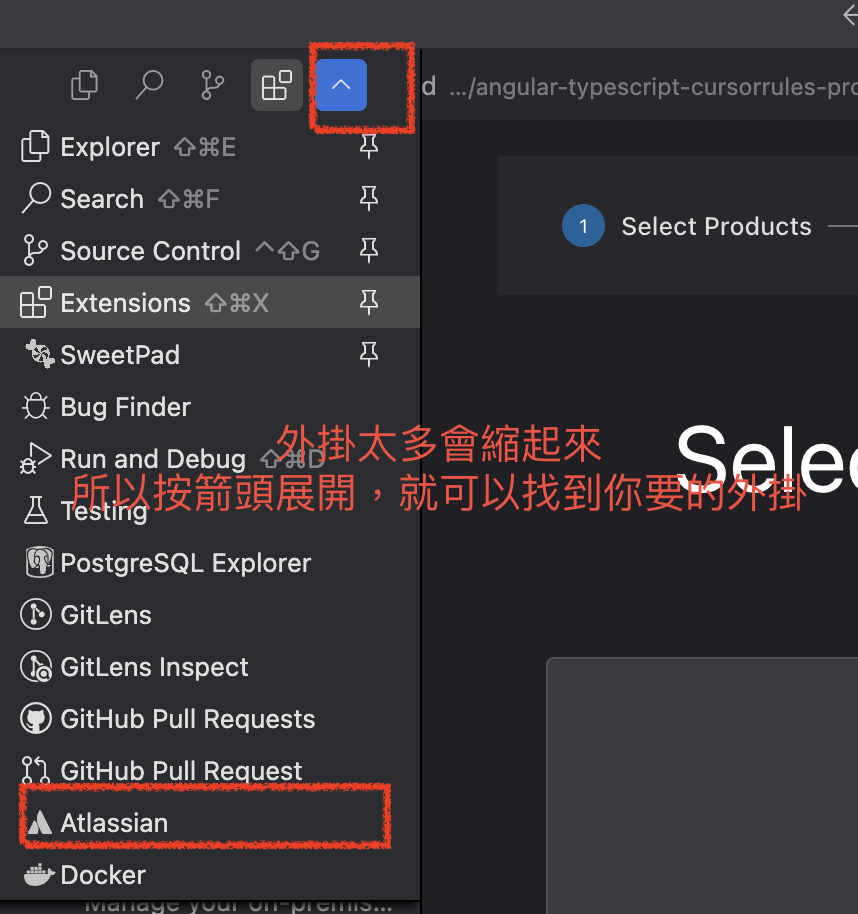 d .../angular-typescript-cursorrules-pro
Explorer ⇧⌘E
Search ⇧⌘F
Source Control ^⇧G
Extensions ⇧⌘X
SweetPad
Bug Finder
Run and Debug ⇧⌘D
Testing
PostgreSQL Explorer
GitLens
GitLens Inspect
GitHub Pull Requests
GitHub Pull Request
Atlassian
Docker
Manage your on-premis...
1 Select Products
Selec
外掛太多會縮起來
所以按箭頭展開，就可以找到你要的外掛